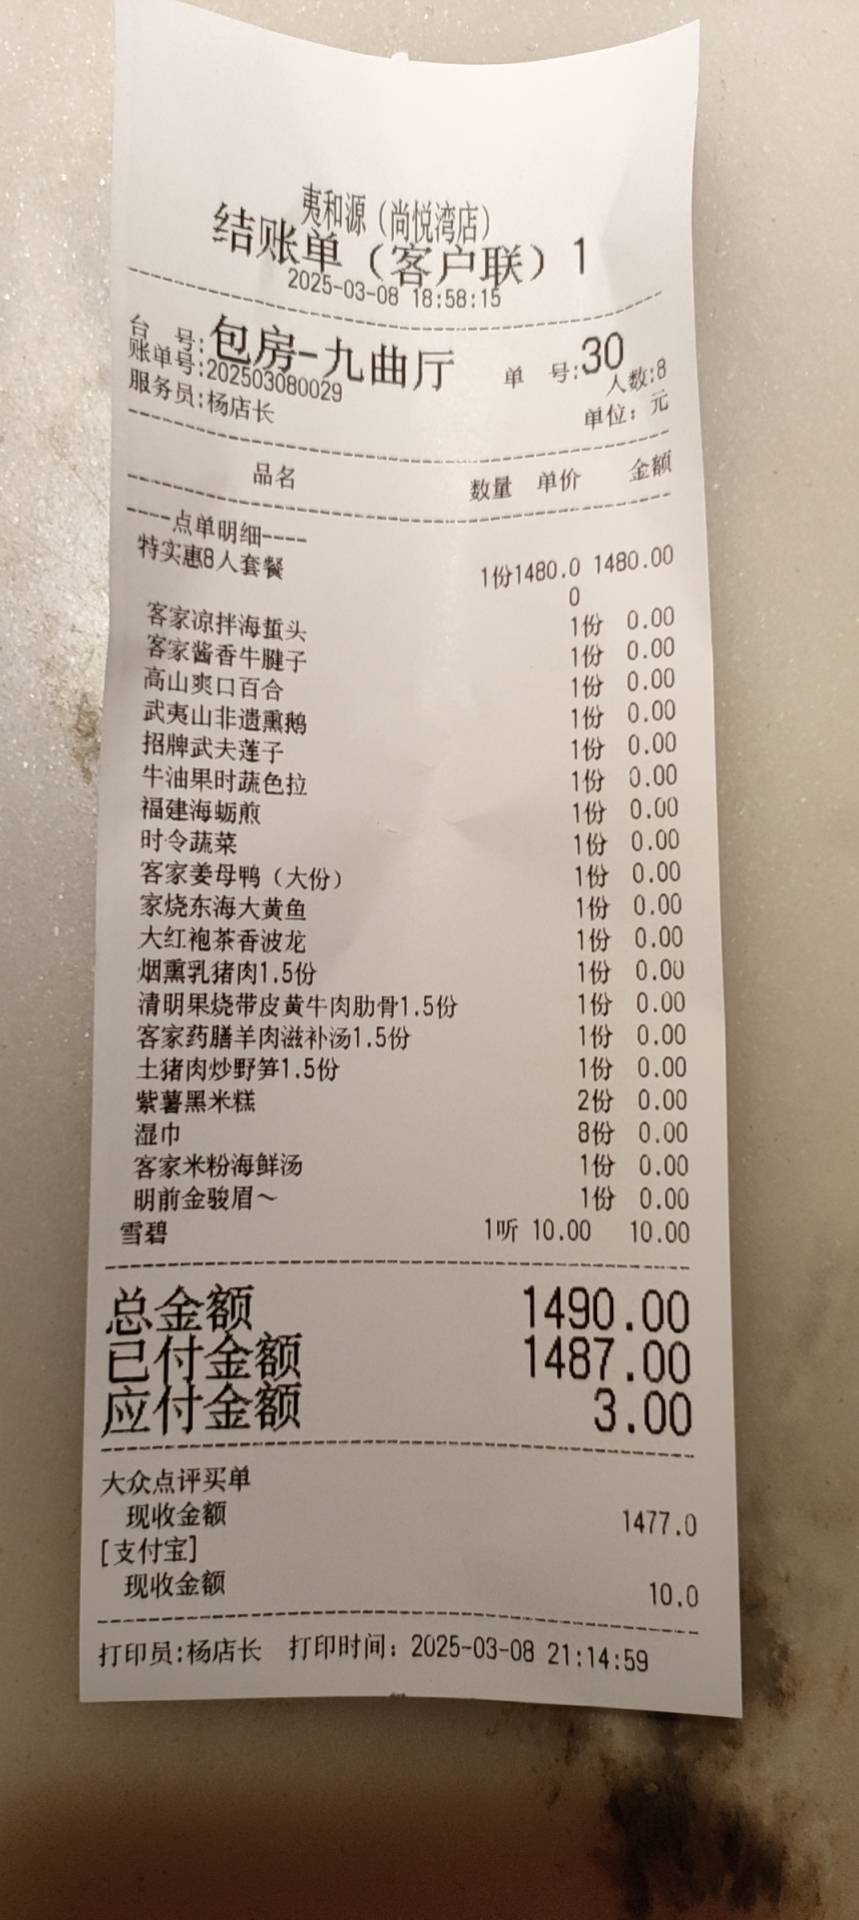 夷和源（尚悦湾店）
结账单（客户联）1
2025-03-08 18:58:15
台 号:包房-九曲厅 单 号:30
账单号:202503080029 人数:8
服务员:杨店长 单位: 元
品名 数量 单价 金额
----点单明细----
特实惠8人套餐 1份1480.0 1480.00
0
客家凉拌海蜇头 1份 0.00
客家酱香牛腱子 1份 0.00
高山爽口百合 1份 0.00
武夷山非遗熏鹅 1份 0.00
招牌武夫莲子 1份 0.00
牛油果时蔬色拉 1份 0.00
福建海蛎煎 1份 0.00
时令蔬菜 1份 0.00
客家姜母鸭（大份） 1份 0.00
家烧东海大黄鱼 1份 0.00
大红袍茶香波龙 1份 0.00
烟熏乳猪肉1.5份 1份 0.00
清明果烧带皮黄牛肉肋骨1.5份 1份 0.00
客家药膳羊肉滋补汤1.5份 1份 0.00
土猪肉炒野笋1.5份 1份 0.00
紫薯黑米糕 2份 0.00
湿巾 8份 0.00
客家米粉海鲜汤 1份 0.00
明前金骏眉～ 1份 0.00
雪碧 1听 10.00 10.00
总金额 1490.00
已付金额 1487.00
应付金额 3.00
大众点评买单
现收金额 1477.0
[支付宝]
现收金额 10.0
打印员:杨店长 打印时间: 2025-03-08 21:14:59